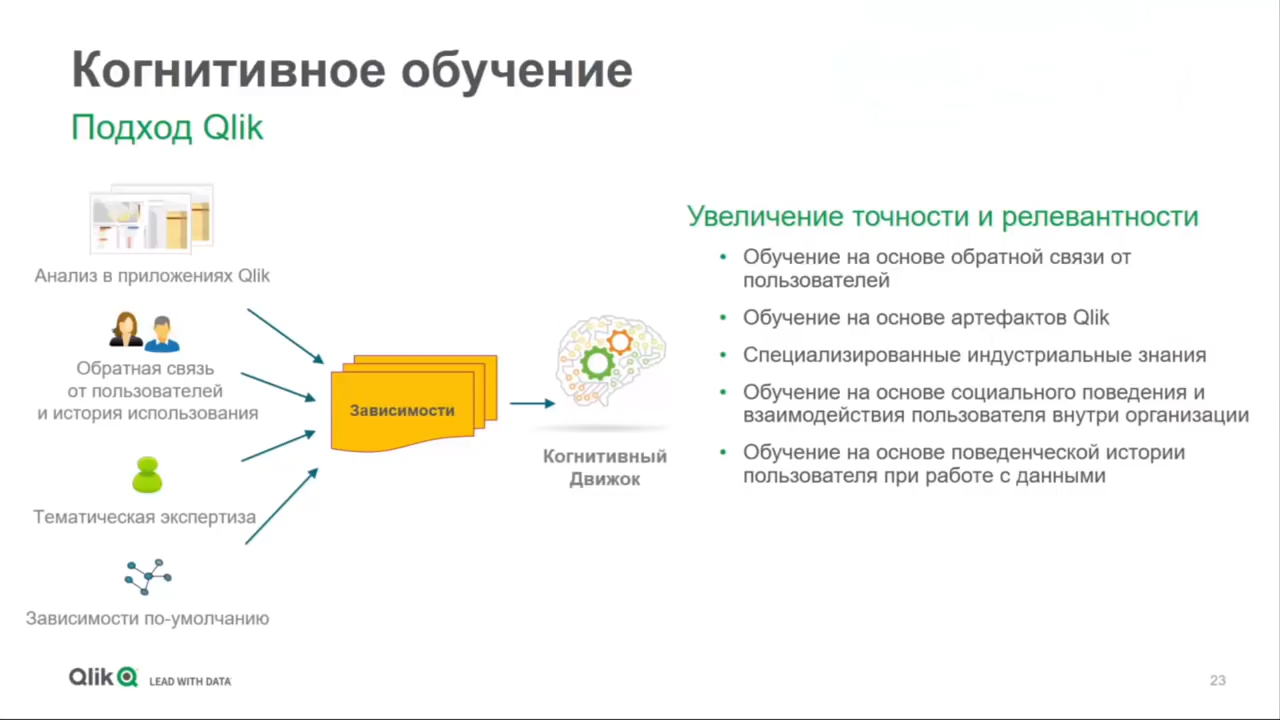 Когнитивное обучение
Подход Qlik
Анализ в приложениях Qlik
Обратная связь
от пользователей
и история использования
Тематическая экспертиза
Зависимости по-умолчанию
Зависимости
Когнитивный
Движок
Увеличение точности и релевантности
• Обучение на основе обратной связи от
пользователей
• Обучение на основе артефактов Qlik
• Специализированные индустриальные знания
• Обучение на основе социального поведения и
взаимодействия пользователя внутри организации
• Обучение на основе поведенческой истории
пользователя при работе с данными
Qlik LEAD WITH DATA
23